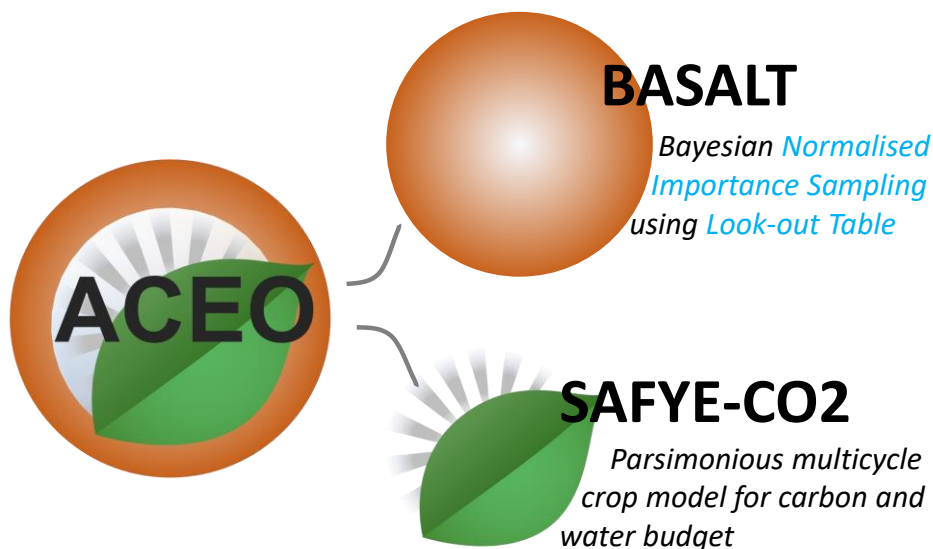 BASALT
Bayesian Normalised
Importance Sampling
using Look-out Table
ACEO
SAFYE-CO2
Parsimonious multicycle
crop model for carbon and
water budget